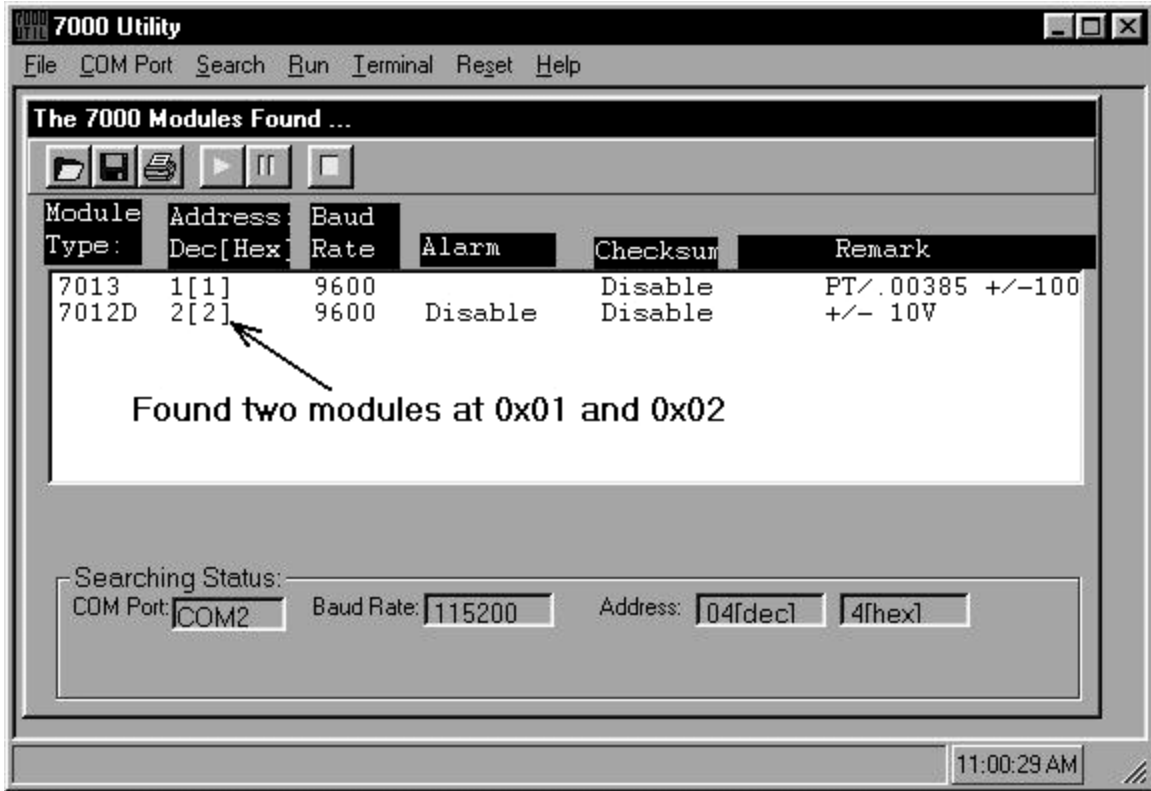 7000 Utility
File COM Port Search Run Terminal Reset Help
The 7000 Modules Found ...
Module Type: Address: Dec[Hex] Baud Rate Alarm Checksum Remark
7013 1[1] 9600 Disable PT/.00385 +/-100
7012D 2[2] 9600 Disable Disable +/- 10V
Found two modules at 0x01 and 0x02
Searching Status:
COM Port: COM2 Baud Rate: 115200 Address: 04[dec] 4[hex]
11:00:29 AM